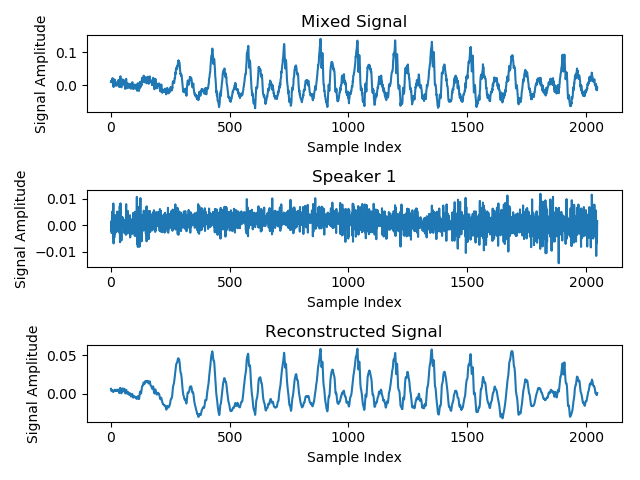 Mixed Signal
Signal Amplitude
0.1
0.0
0 500 1000 1500 2000
Sample Index
Speaker 1
Signal Amplitude
0.01
0.00
−0.01
0 500 1000 1500 2000
Sample Index
Reconstructed Signal
Signal Amplitude
0.05
0.00
0 500 1000 1500 2000
Sample Index